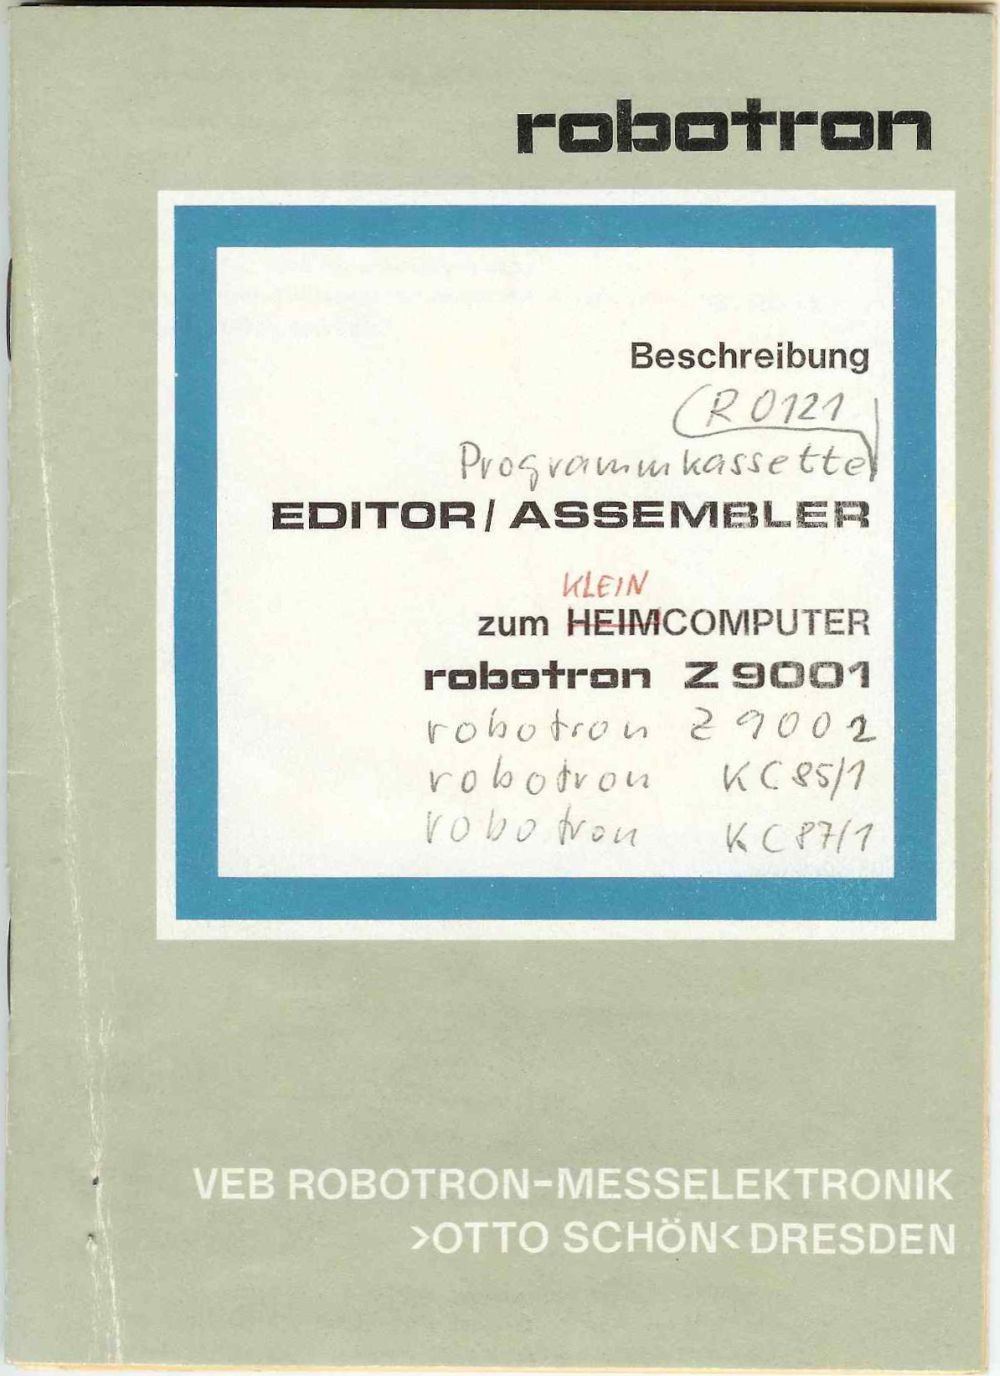 robotron
Beschreibung
R 0121
Programmkassette
EDITOR/ASSEMBLER
KLEIN
zum HEIMCOMPUTER
robotron Z 9001
robotron Z 9002
robotron KC 85/1
robotron KC 87/1
VEB ROBOTRON-MESSELEKTRONIK
>OTTO SCHÖN< DRESDEN